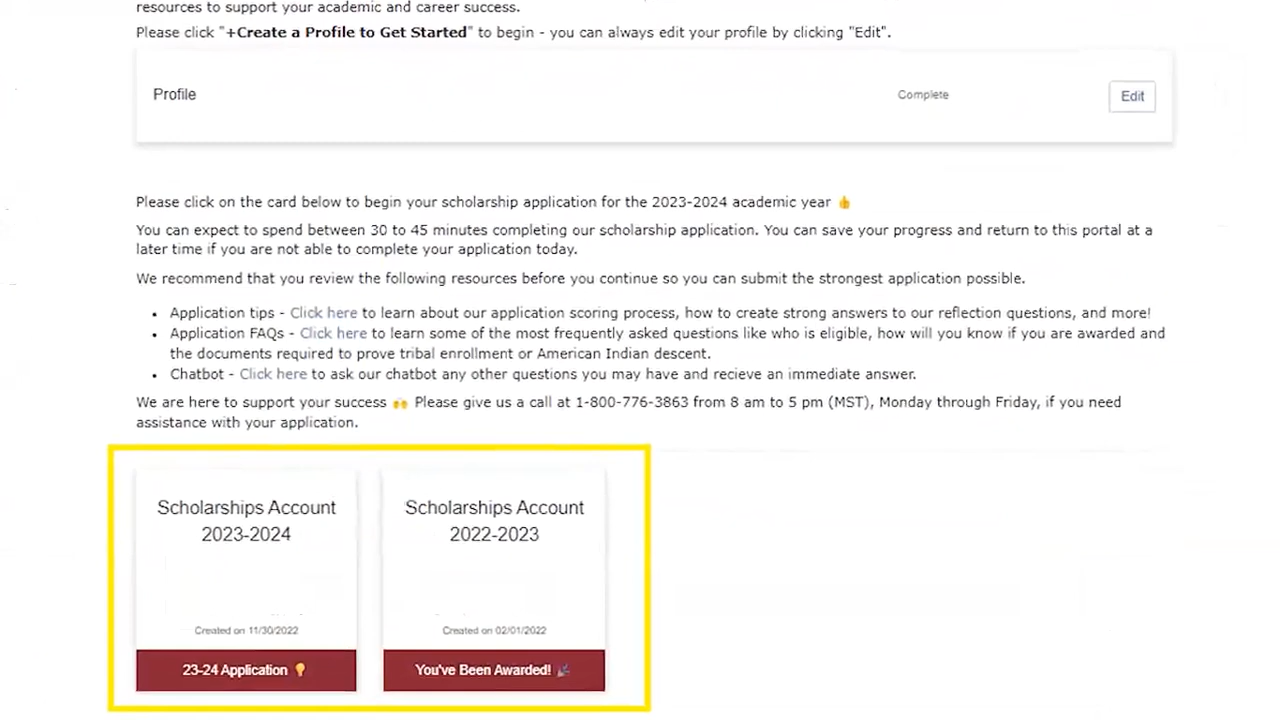 resources to support your academic and career success.
Please click "+Create a Profile to Get Started" to begin - you can always edit your profile by clicking "Edit".
Profile Complete Edit
Please click on the card below to begin your scholarship application for the 2023-2024 academic year 👍
You can expect to spend between 30 to 45 minutes completing our scholarship application. You can save your progress and return to this portal at a
later time if you are not able to complete your application today.
We recommend that you review the following resources before you continue so you can submit the strongest application possible.
• Application tips - Click here to learn about our application scoring process, how to create strong answers to our reflection questions, and more!
• Application FAQs - Click here to learn some of the most frequently asked questions like who is eligible, how will you know if you are awarded and
the documents required to prove tribal enrollment or American Indian descent.
• Chatbot - Click here to ask our chatbot any other questions you may have and recieve an immediate answer.
We are here to support your success 🙌 Please give us a call at 1-800-776-3863 from 8 am to 5 pm (MST), Monday through Friday, if you need
assistance with your application.
Scholarships Account
2023-2024
Created on 11/30/2022
23-24 Application 💡
Scholarships Account
2022-2023
Created on 02/01/2022
You've Been Awarded! 🎉